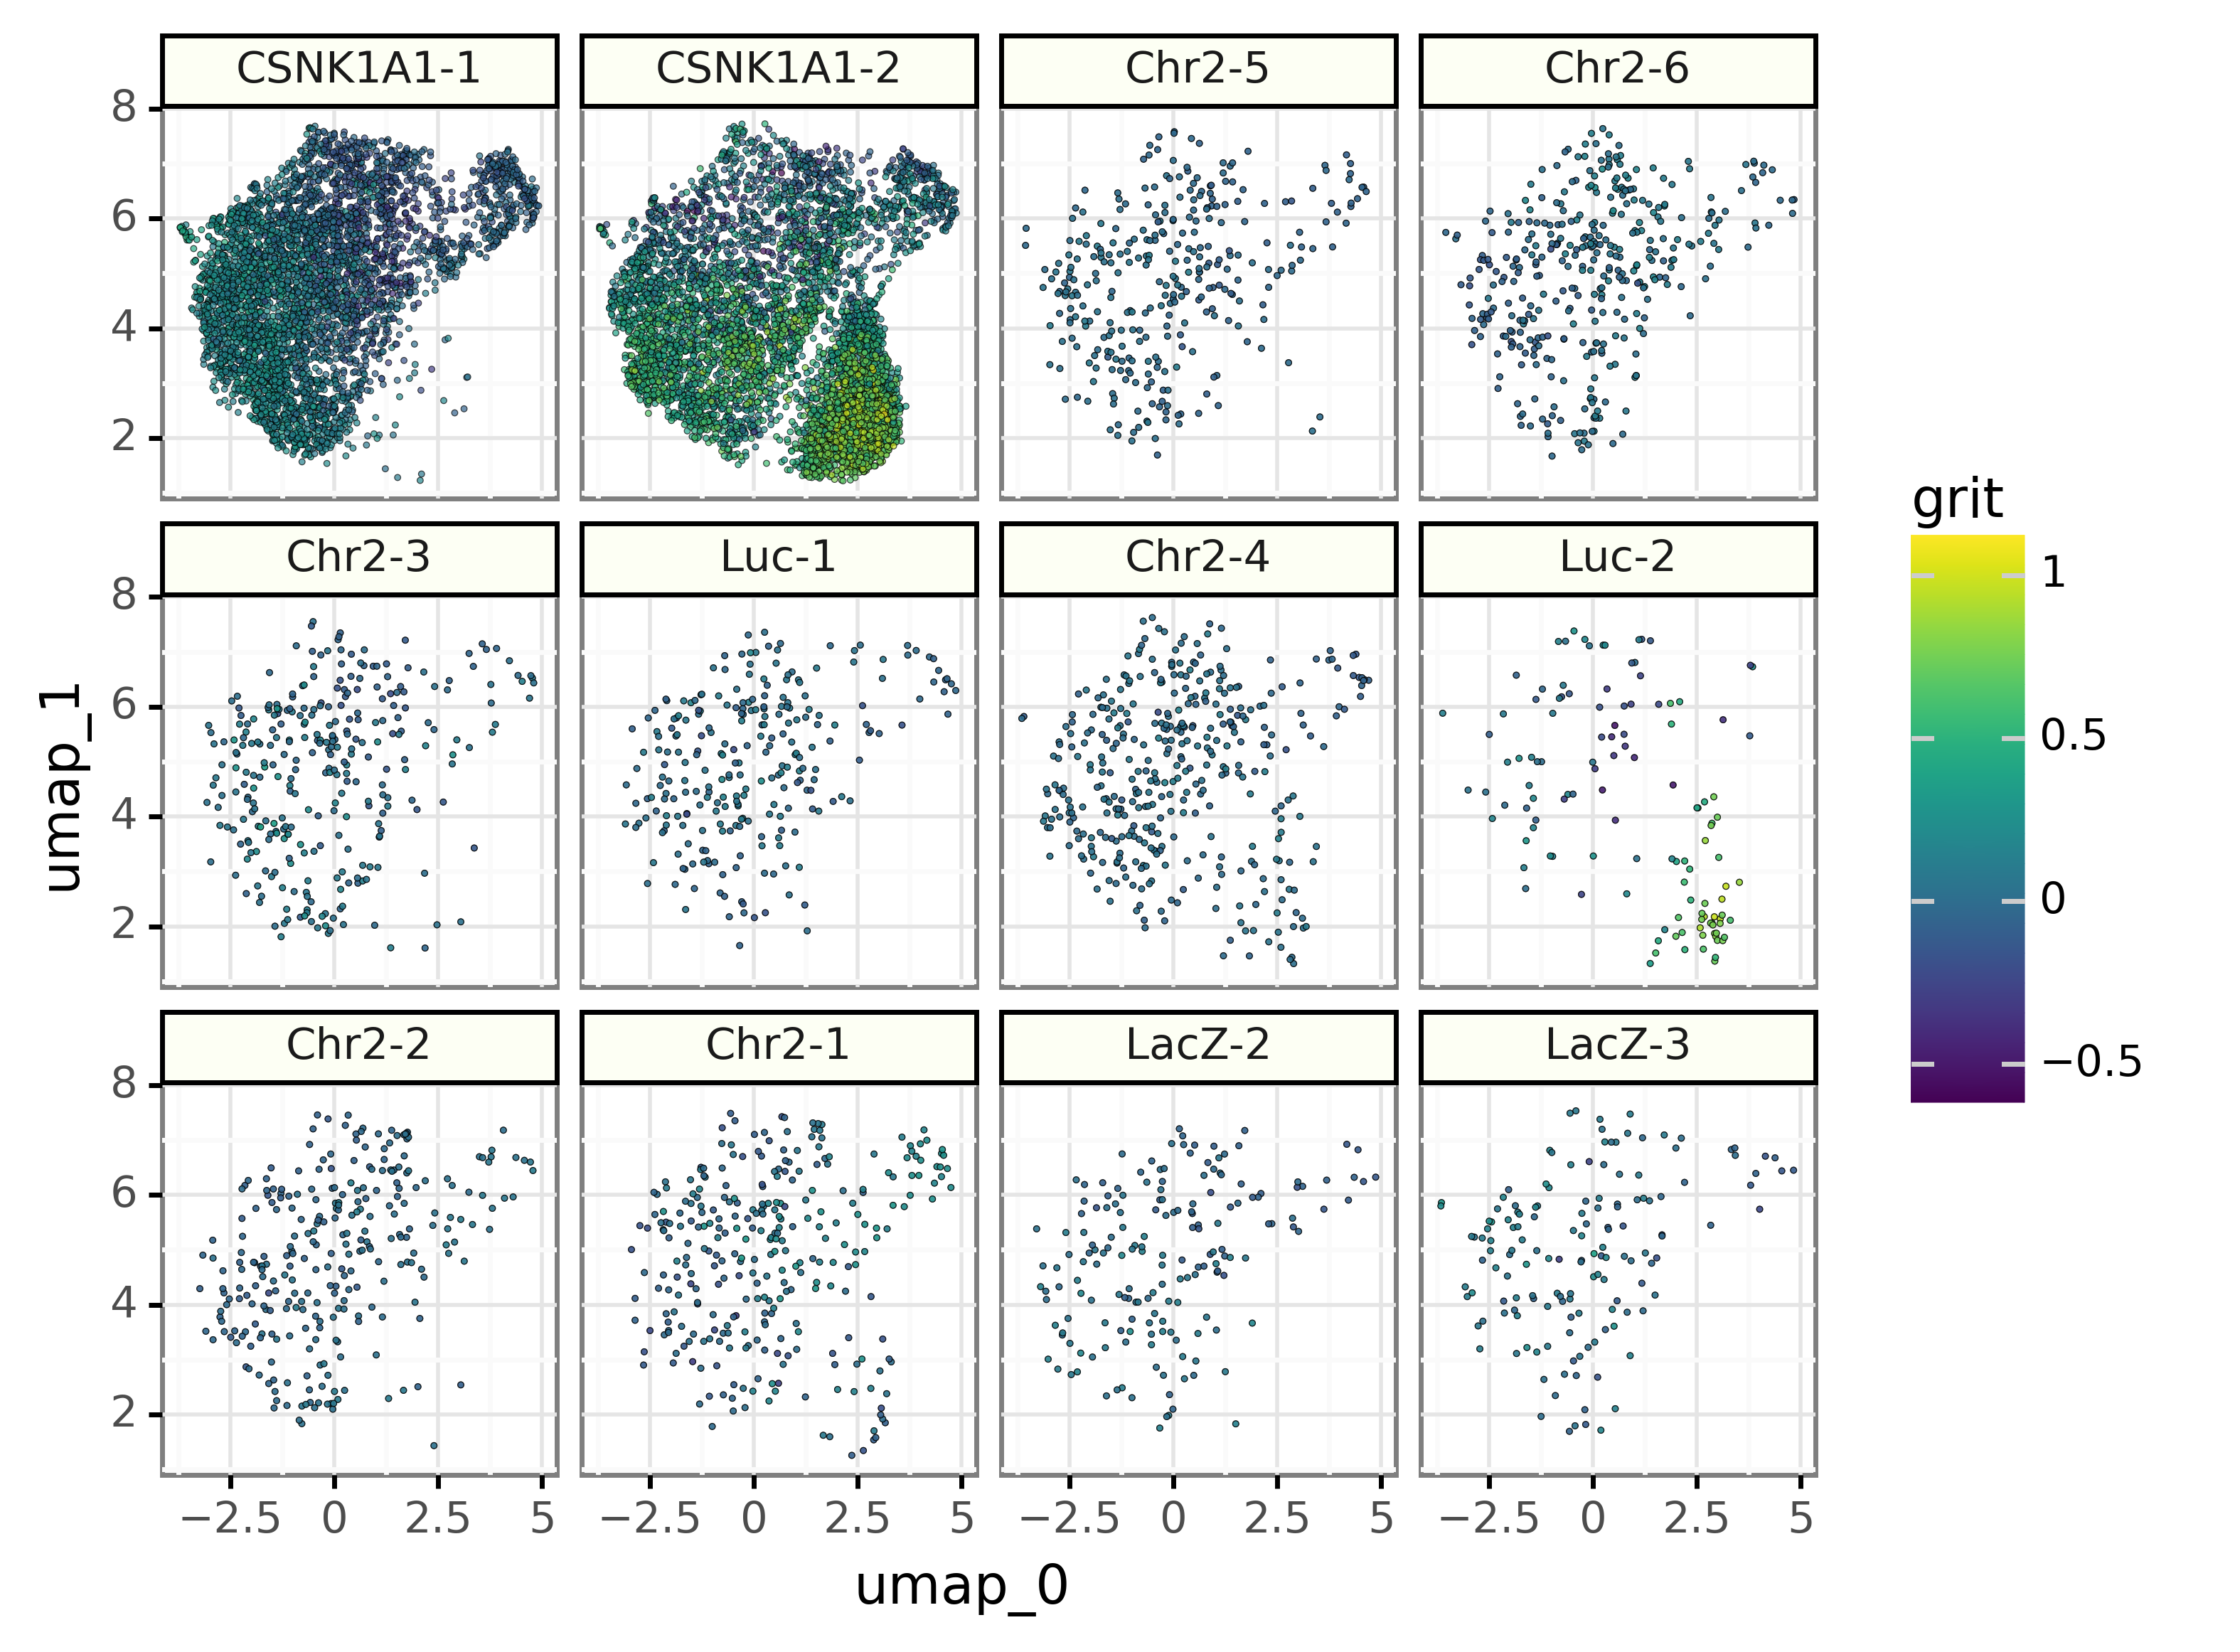 CSNK1A1-1 CSNK1A1-2 Chr2-5 Chr2-6
8
6
4
2
Chr2-3 Luc-1 Chr2-4 Luc-2
8
6
4
2
Chr2-2 Chr2-1 LacZ-2 LacZ-3
8
6
4
2
−2.5 0 2.5 5 −2.5 0 2.5 5 −2.5 0 2.5 5 −2.5 0 2.5 5
umap_0
umap_1
grit
1
0.5
0
−0.5